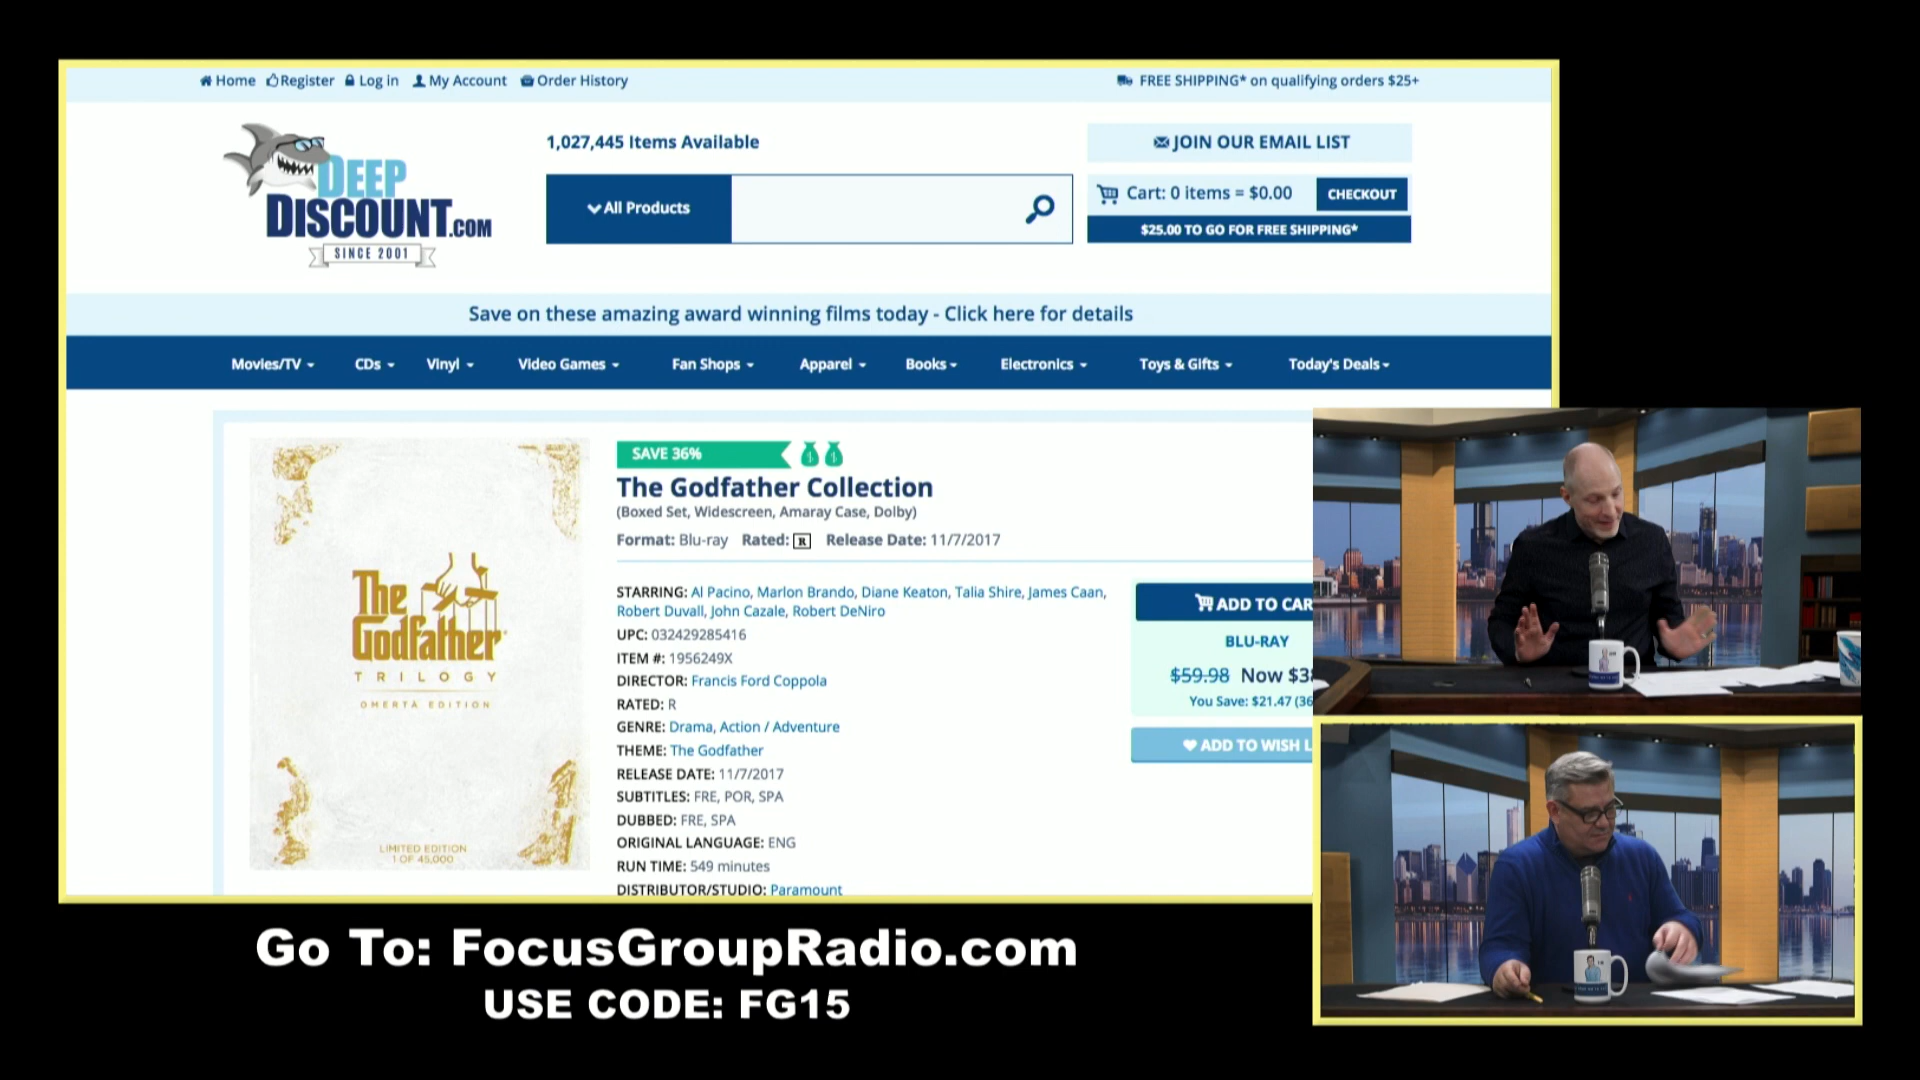 Home Register Log in My Account Order History
FREE SHIPPING* on qualifying orders $25+
DEEP
DISCOUNT.COM
SINCE 2001
1,027,445 Items Available
All Products
JOIN OUR EMAIL LIST
Cart: 0 items = $0.00 CHECKOUT
$25.00 TO GO FOR FREE SHIPPING*
Save on these amazing award winning films today - Click here for details
Movies/TV CDs Vinyl Video Games Fan Shops Apparel Books Electronics Toys & Gifts Today's Deals
The
Godfather
TRILOGY
OMERTÀ EDITION
LIMITED EDITION
1 OF 45,000
SAVE 36%
The Godfather Collection
(Boxed Set, Widescreen, Amaray Case, Dolby)
Format: Blu-ray Rated: R Release Date: 11/7/2017
STARRING: Al Pacino, Marlon Brando, Diane Keaton, Talia Shire, James Caan,
Robert Duvall, John Cazale, Robert DeNiro
UPC: 032429285416
ITEM #: 1956249X
DIRECTOR: Francis Ford Coppola
RATED: R
GENRE: Drama, Action / Adventure
THEME: The Godfather
RELEASE DATE: 11/7/2017
SUBTITLES: FRE, POR, SPA
DUBBED: FRE, SPA
ORIGINAL LANGUAGE: ENG
RUN TIME: 549 minutes
DISTRIBUTOR/STUDIO: Paramount
ADD TO CAR
BLU-RAY
$59.98 Now $38
You Save: $21.47 (36
ADD TO WISH L
Go To: FocusGroupRadio.com
USE CODE: FG15